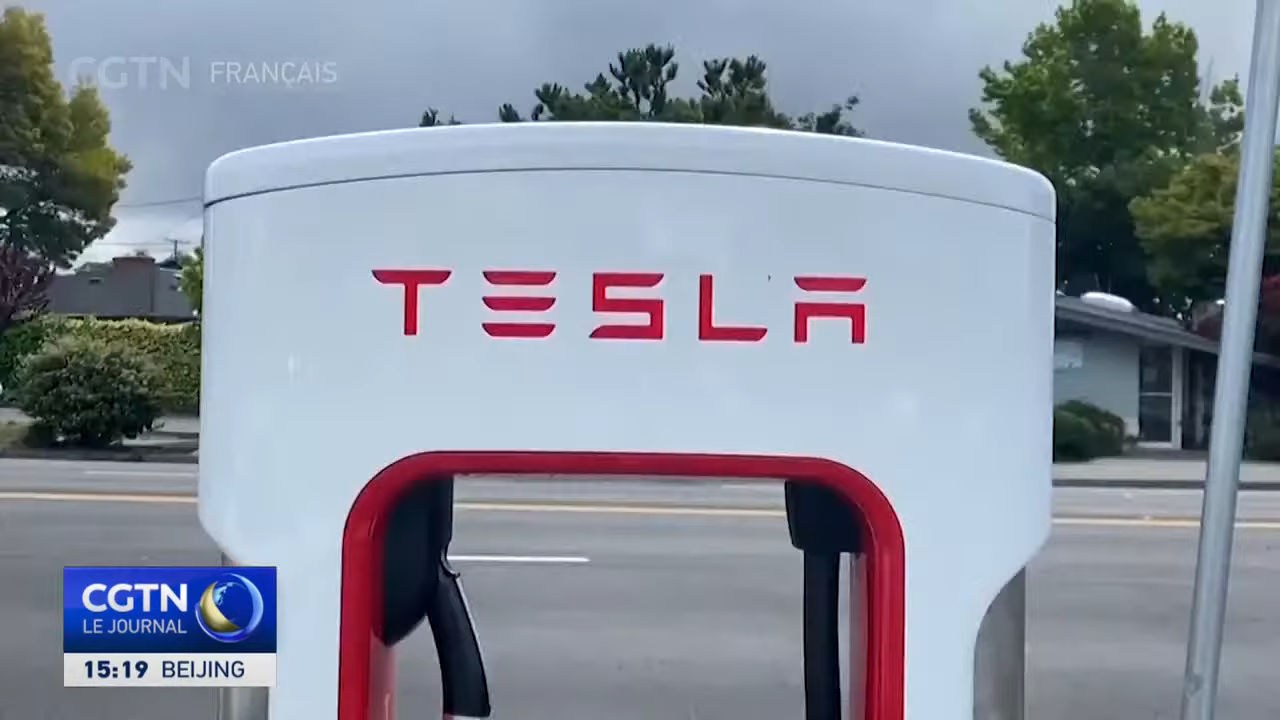 CGTN FRANÇAIS
TESLA
CGTN
LE JOURNAL
15:19 BEIJING